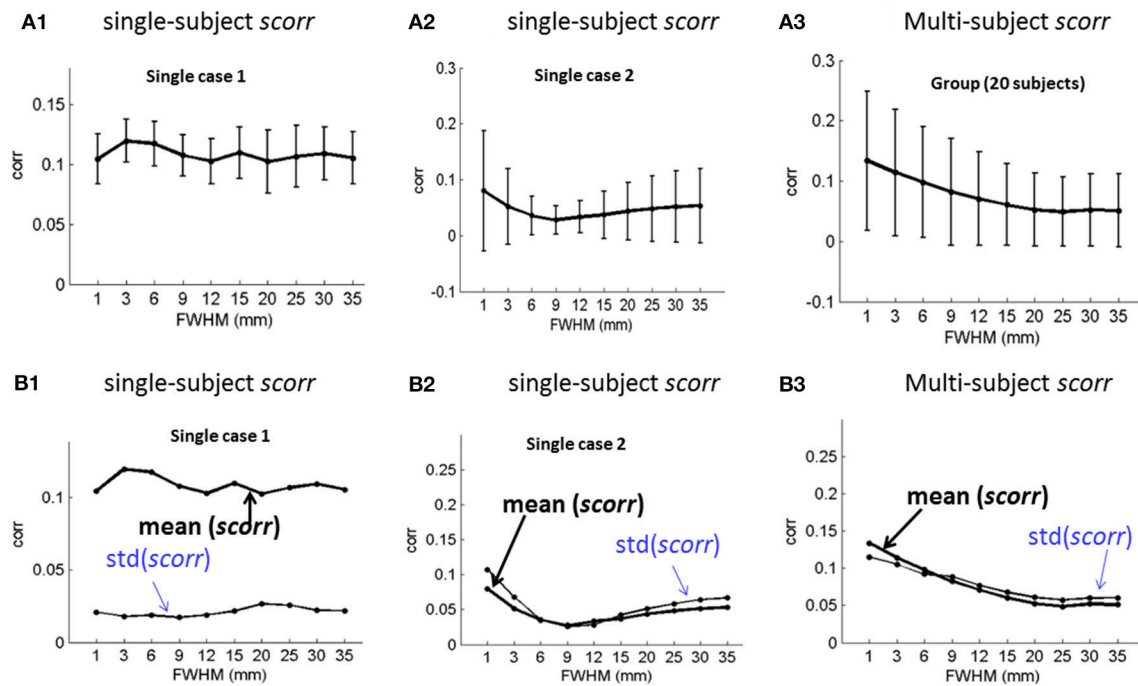 A1 single-subject scorr
A2 single-subject scorr
A3 Multi-subject scorr
Single case 1
0.15
0.1
0.05
0
corr
1 3 6 9 12 15 20 25 30 35
FWHM (mm)
Single case 2
0.3
0.2
0.1
0
-0.1
corr
1 3 6 9 12 15 20 25 30 35
FWHM (mm)
Group (20 subjects)
0.3
0.2
0.1
0
-0.1
corr
1 3 6 9 12 15 20 25 30 35
FWHM (mm)
B1 single-subject scorr
B2 single-subject scorr
B3 Multi-subject scorr
Single case 1
0.1
0.05
0
corr
mean (scorr)
std(scorr)
1 3 6 9 12 15 20 25 30 35
FWHM (mm)
Single case 2
0.25
0.2
0.15
0.1
0.05
0
corr
mean (scorr)
std(scorr)
1 3 6 9 12 15 20 25 30 35
FWHM (mm)
0.25
0.2
0.15
0.1
0.05
0
corr
mean (scorr)
std(scorr)
1 3 6 9 12 15 20 25 30 35
FWHM (mm)